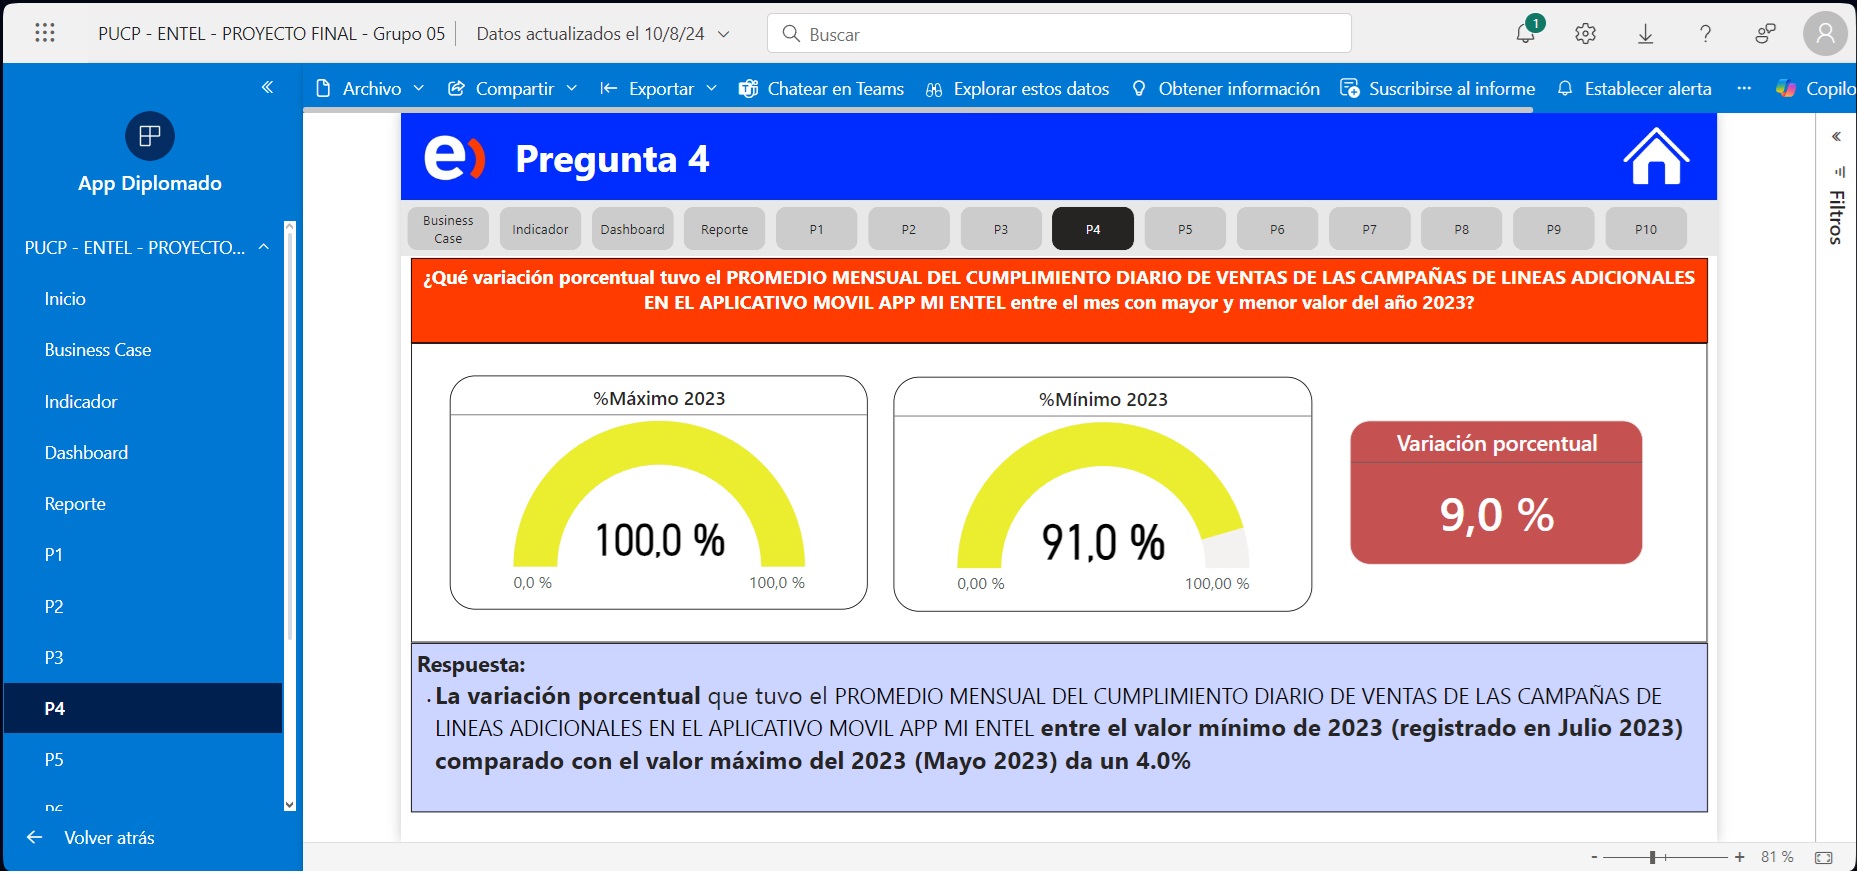 PUCP - ENTEL - PROYECTO FINAL - Grupo 05
Datos actualizados el 10/8/24
Buscar
1
Archivo
Compartir
Exportar
Chatear en Teams
Explorar estos datos
Obtener información
Suscribirse al informe
Establecer alerta
...
Copilo
App Diplomado
PUCP - ENTEL - PROYECTO...
Inicio
Business Case
Indicador
Dashboard
Reporte
P1
P2
P3
P4
P5
P6
Volver atrás
e)
Pregunta 4
Business
Case
Indicador
Dashboard
Reporte
P1
P2
P3
P4
P5
P6
P7
P8
P9
P10
¿Qué variación porcentual tuvo el PROMEDIO MENSUAL DEL CUMPLIMIENTO DIARIO DE VENTAS DE LAS CAMPAÑAS DE LINEAS ADICIONALES
EN EL APLICATIVO MOVIL APP MI ENTEL entre el mes con mayor y menor valor del año 2023?
%Máximo 2023
100,0 %
0,0 %
100,0 %
%Mínimo 2023
91,0 %
0,00 %
100,00 %
Variación porcentual
9,0 %
Respuesta:
· La variación porcentual que tuvo el PROMEDIO MENSUAL DEL CUMPLIMIENTO DIARIO DE VENTAS DE LAS CAMPAÑAS DE
LINEAS ADICIONALES EN EL APLICATIVO MOVIL APP MI ENTEL entre el valor mínimo de 2023 (registrado en Julio 2023)
comparado con el valor máximo del 2023 (Mayo 2023) da un 4.0%
Filtros
- + 81 %